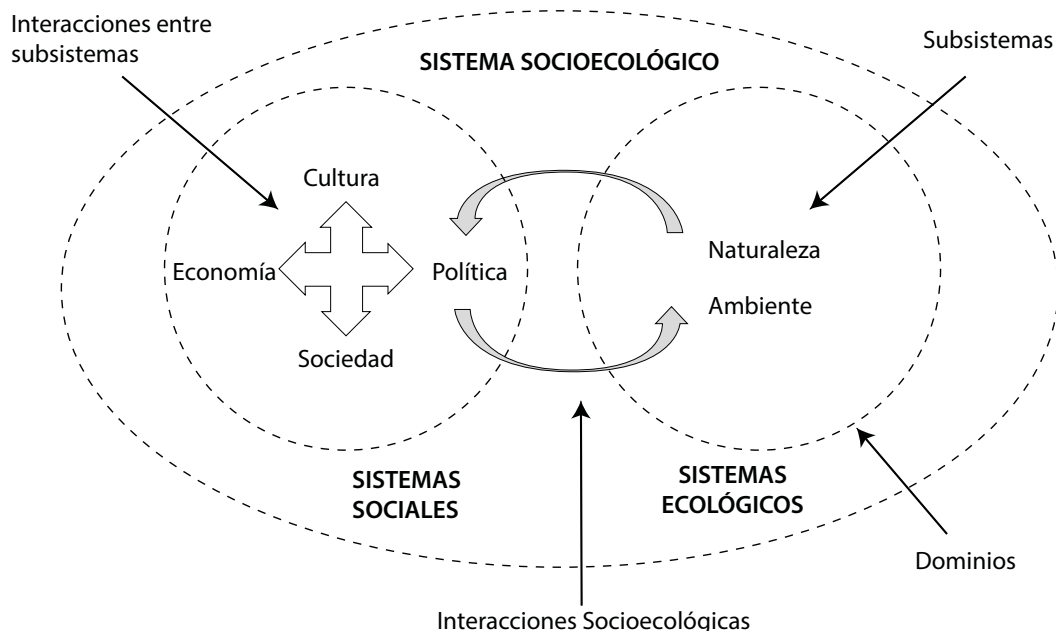 Interacciones entre
subsistemas
Subsistemas
SISTEMA SOCIOECOLÓGICO
Cultura
Economía
Política
Sociedad
Naturaleza
Ambiente
SISTEMAS
SOCIALES
SISTEMAS
ECOLÓGICOS
Dominios
Interacciones Socioecológicas